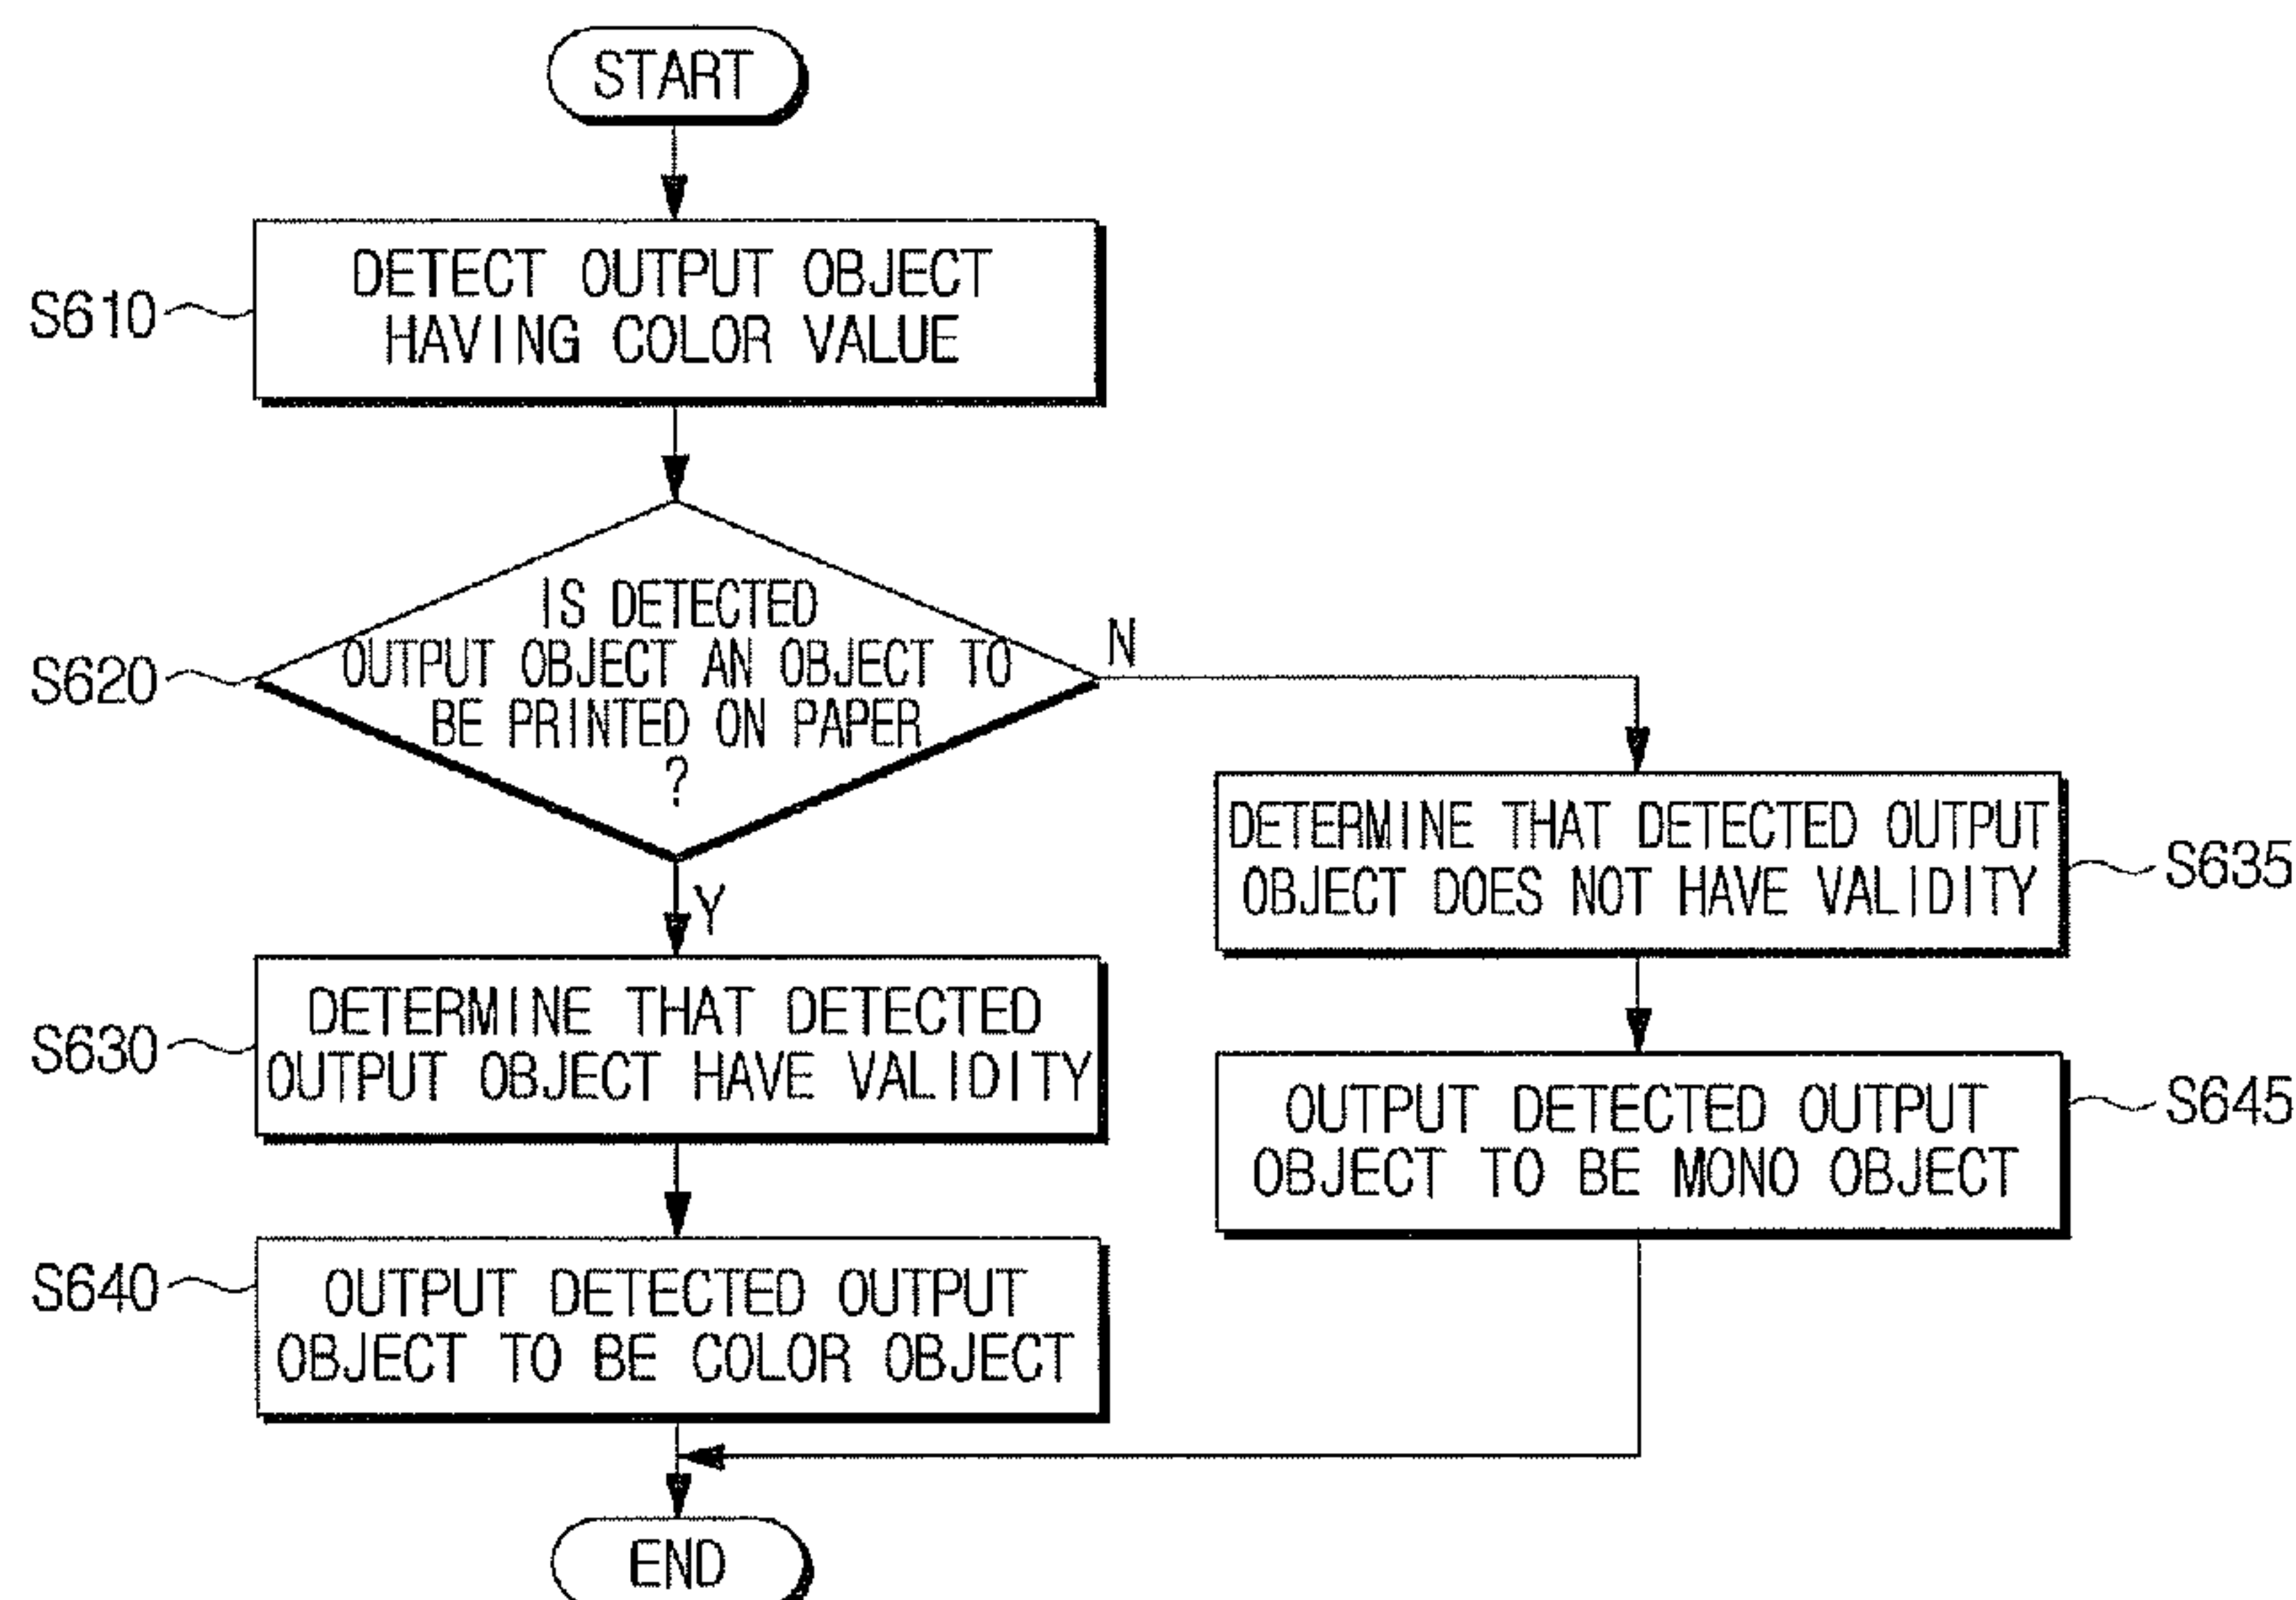 START
S610
DETECT OUTPUT OBJECT
HAVING COLOR VALUE
S620
IS DETECTED
OUTPUT OBJECT AN OBJECT TO
BE PRINTED ON PAPER
?
N
Y
DETERMINE THAT DETECTED OUTPUT
OBJECT DOES NOT HAVE VALIDITY
S635
S630
DETERMINE THAT DETECTED
OUTPUT OBJECT HAVE VALIDITY
OUTPUT DETECTED OUTPUT
OBJECT TO BE MONO OBJECT
S645
S640
OUTPUT DETECTED OUTPUT
OBJECT TO BE COLOR OBJECT
END